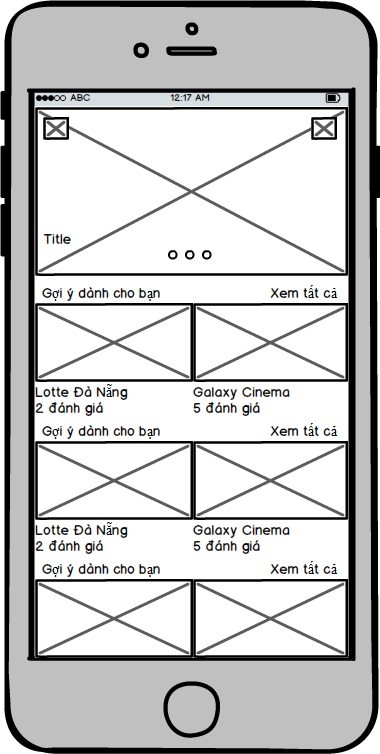 ABC 12:17 AM
Title
Gợi ý dành cho bạn Xem tất cả
Lotte Đà Nẵng Galaxy Cinema
2 đánh giá 5 đánh giá
Gợi ý dành cho bạn Xem tất cả
Lotte Đà Nẵng Galaxy Cinema
2 đánh giá 5 đánh giá
Gợi ý dành cho bạn Xem tất cả